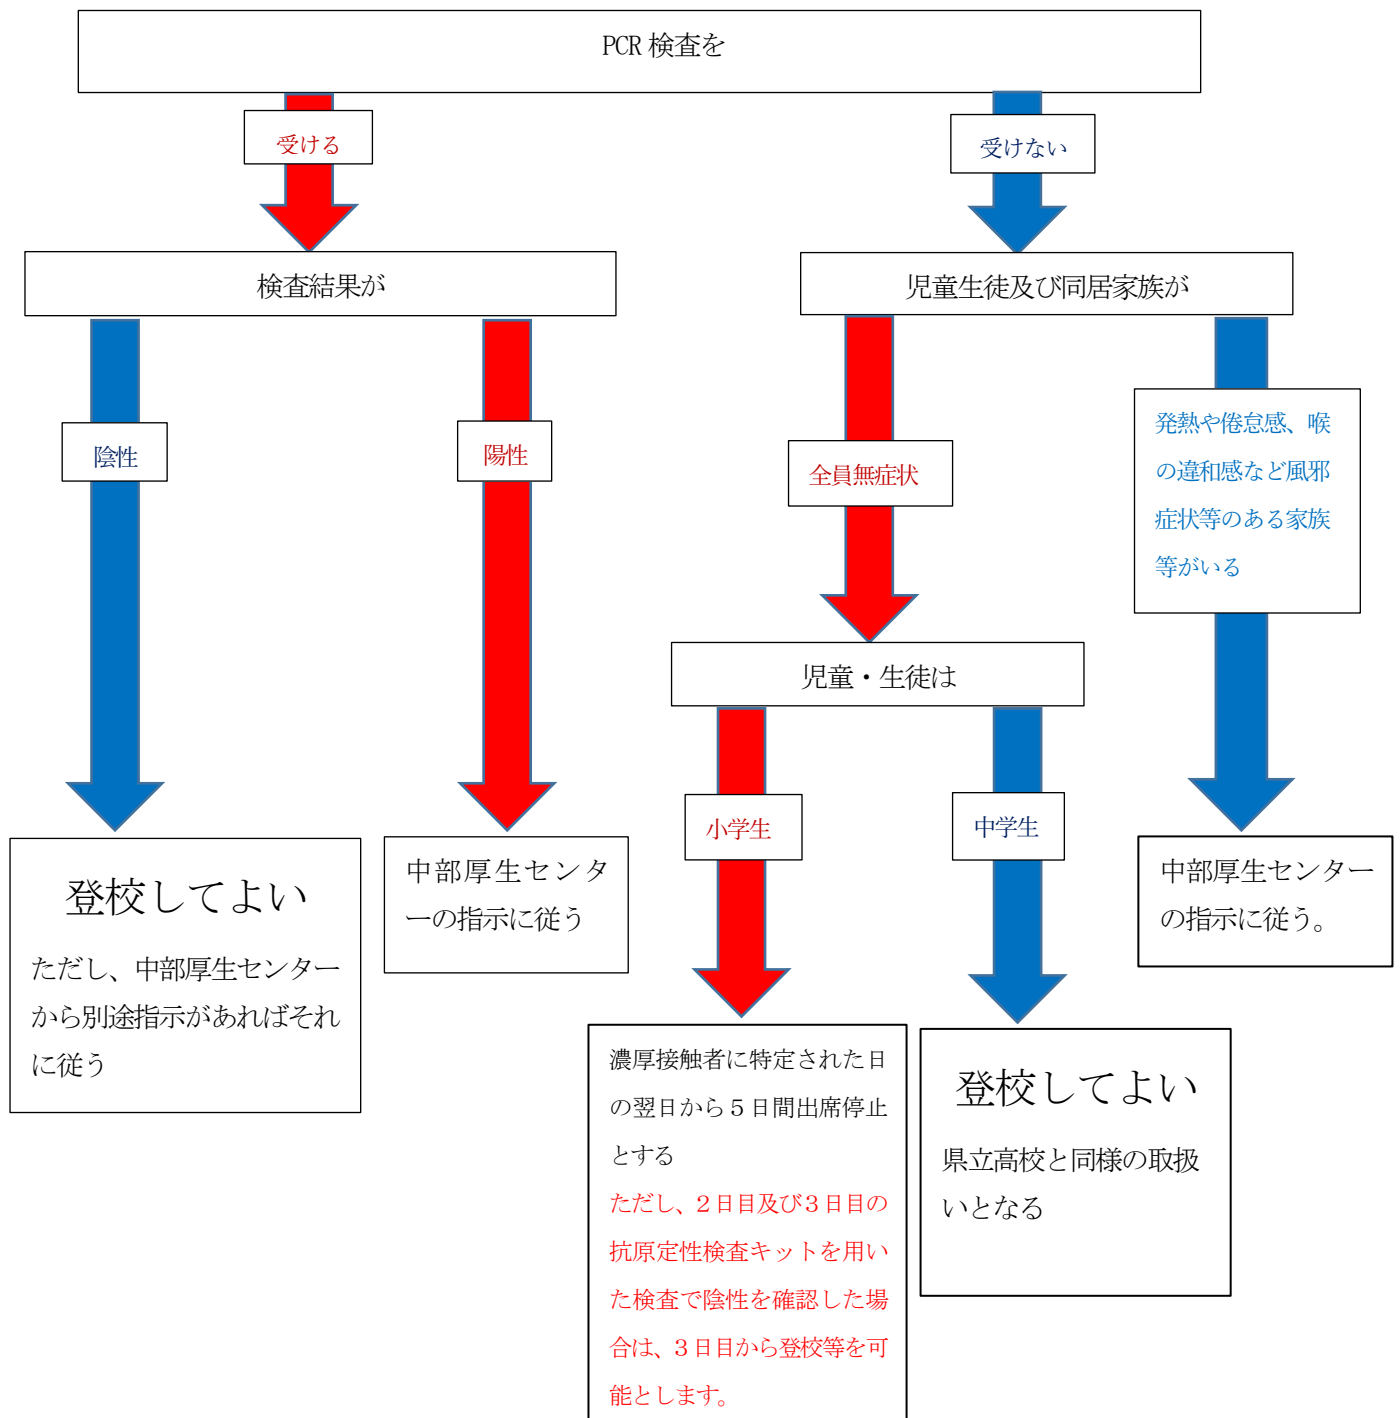 PCR 検査を
受ける
受けない
検査結果が
児童生徒及び同居家族が
陰性
陽性
全員無症状
発熱や倦怠感、喉
の違和感など風邪
症状等のある家族
等がいる
児童・生徒は
小学生
中学生
登校してよい
ただし、中部厚生センター
から別途指示があればそれ
に従う
中部厚生センタ
ーの指示に従う
中部厚生センター
の指示に従う。
濃厚接触者に特定された日
の翌日から５日間出席停止
とする
ただし、２日目及び３日目の
抗原定性検査キットを用い
た検査で陰性を確認した場
合は、３日目から登校等を可
能とします。
登校してよい
県立高校と同様の取扱
いとなる